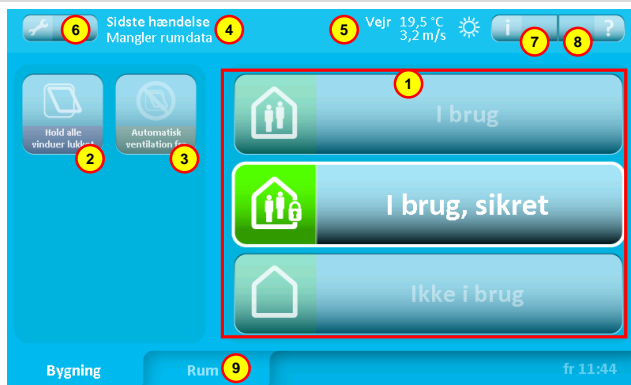 6
Sidste hændelse
Mangler rumdata
4
5
Vejr 19,5 °C
3,2 m/s
i
?
7
8
1
Hold alle
vinduer lukket
2
Automatisk
ventilation fra
3
I brug
I brug, sikret
Ikke i brug
Bygning
Rum
9
fr 11:44